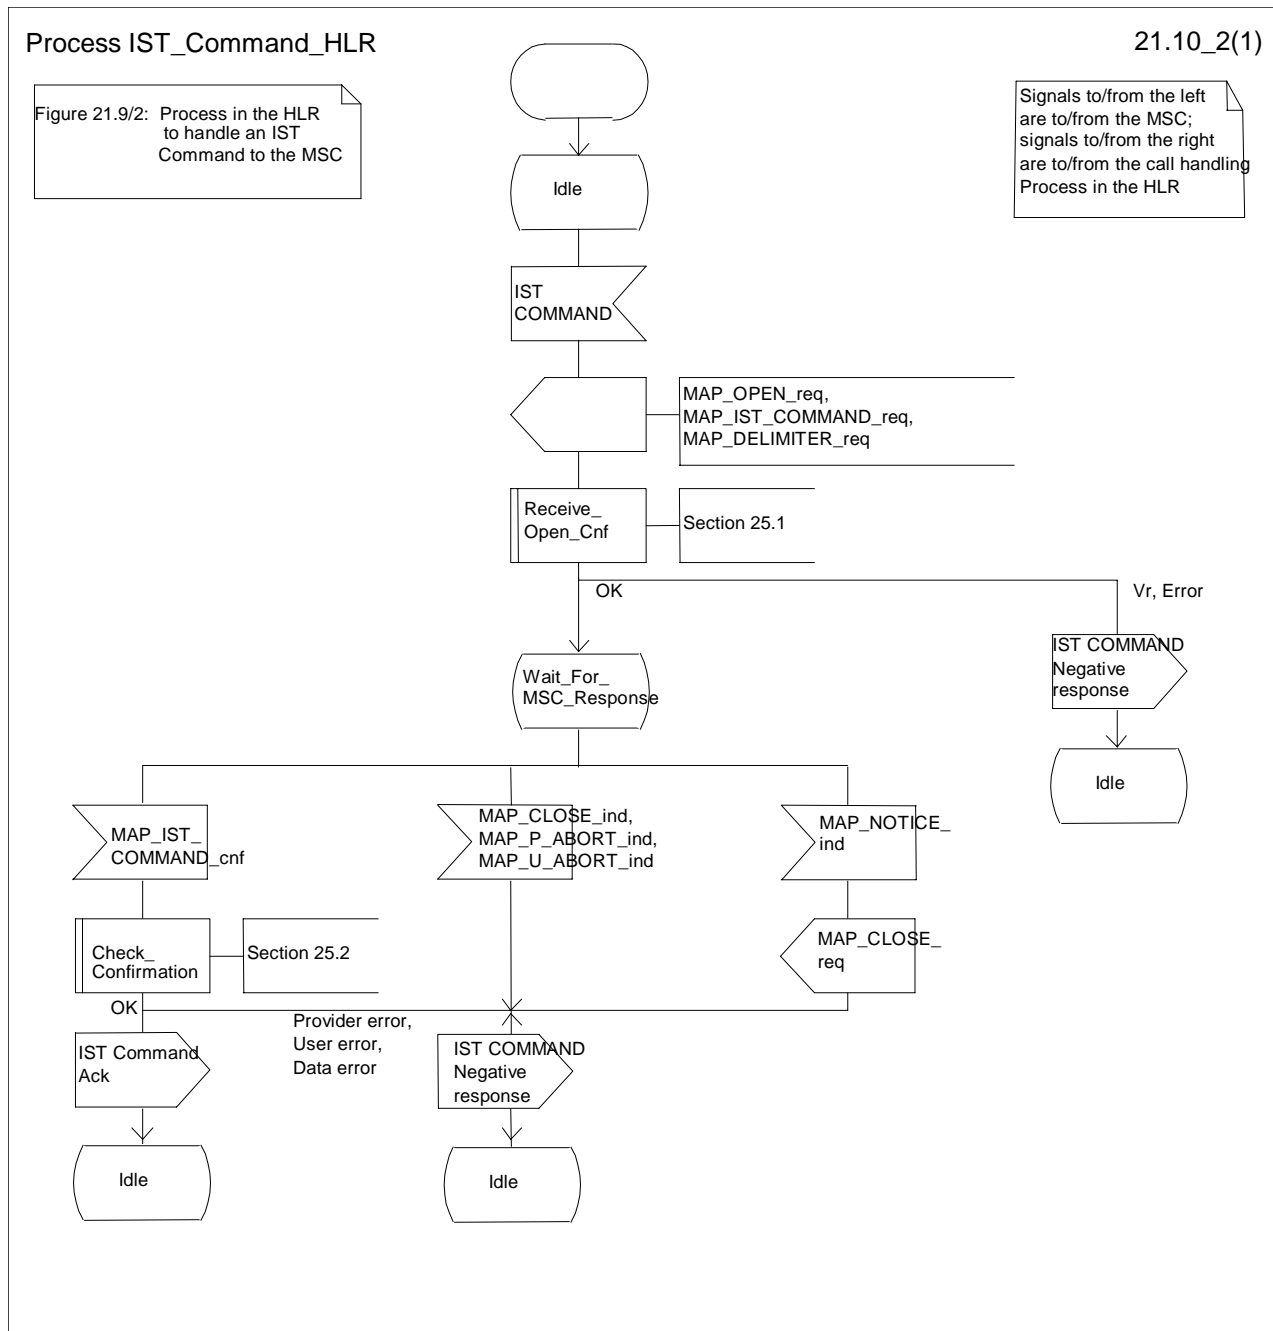 Process IST_Command_HLR
21.10_2(1)
Figure 21.9/2: Process in the HLR
to handle an IST
Command to the MSC
Signals to/from the left
are to/from the MSC;
signals to/from the right
are to/from the call handling
Process in the HLR
Idle
IST
COMMAND
MAP_OPEN_req,
MAP_IST_COMMAND_req,
MAP_DELIMITER_req
Receive_
Open_Cnf
Section 25.1
OK
Vr, Error
IST COMMAND
Negative
response
Idle
Wait_For_
MSC_Response
MAP_IST_
COMMAND_cnf
MAP_CLOSE_ind,
MAP_P_ABORT_ind,
MAP_U_ABORT_ind
MAP_NOTICE_
ind
Check_
Confirmation
Section 25.2
MAP_CLOSE_
req
OK
Provider error,
User error,
Data error
IST Command
Ack
IST COMMAND
Negative
response
Idle
Idle